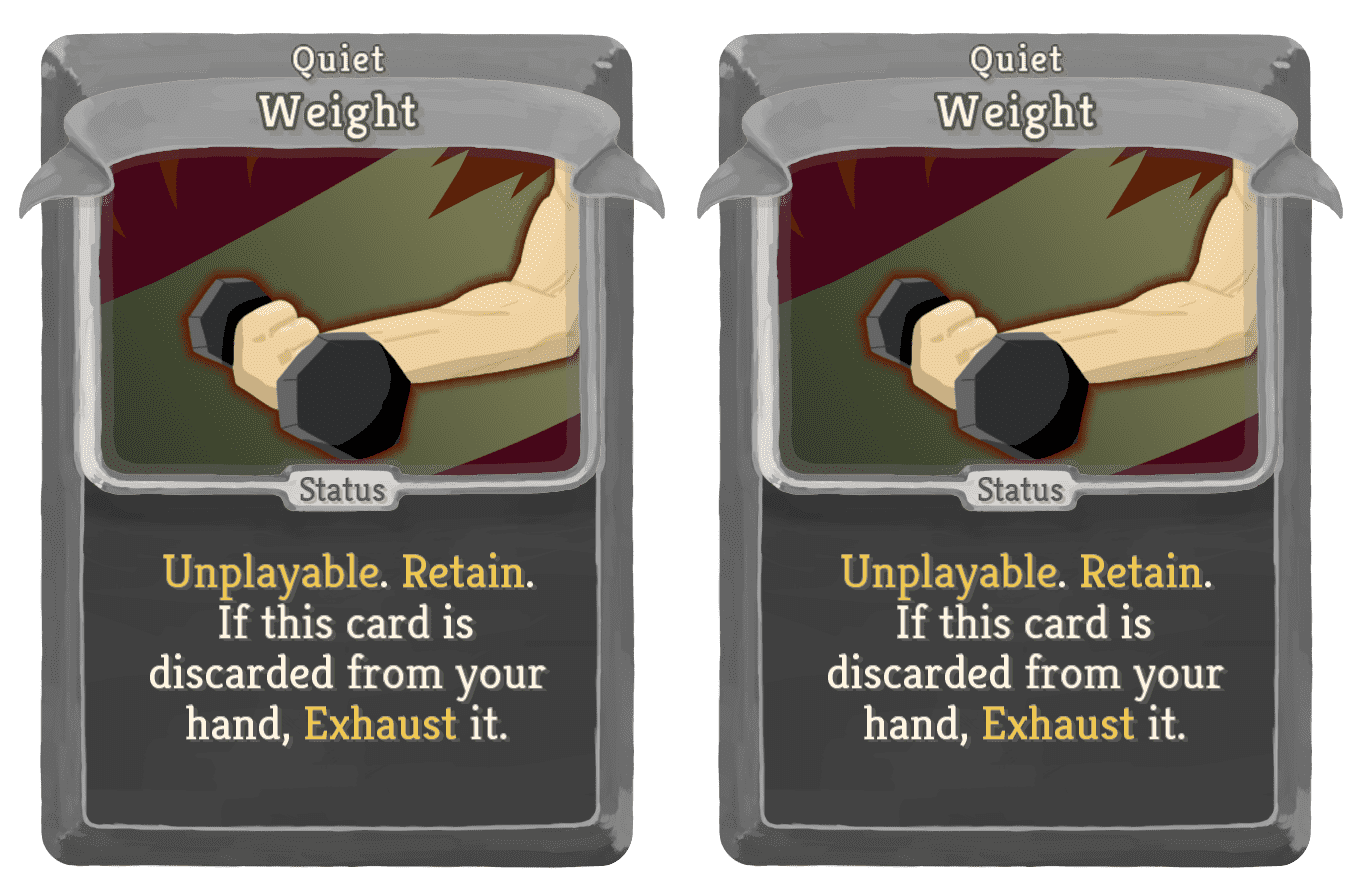 Quiet
Weight
Status
Unplayable. Retain.
If this card is
discarded from your
hand, Exhaust it.
Quiet
Weight
Status
Unplayable. Retain.
If this card is
discarded from your
hand, Exhaust it.